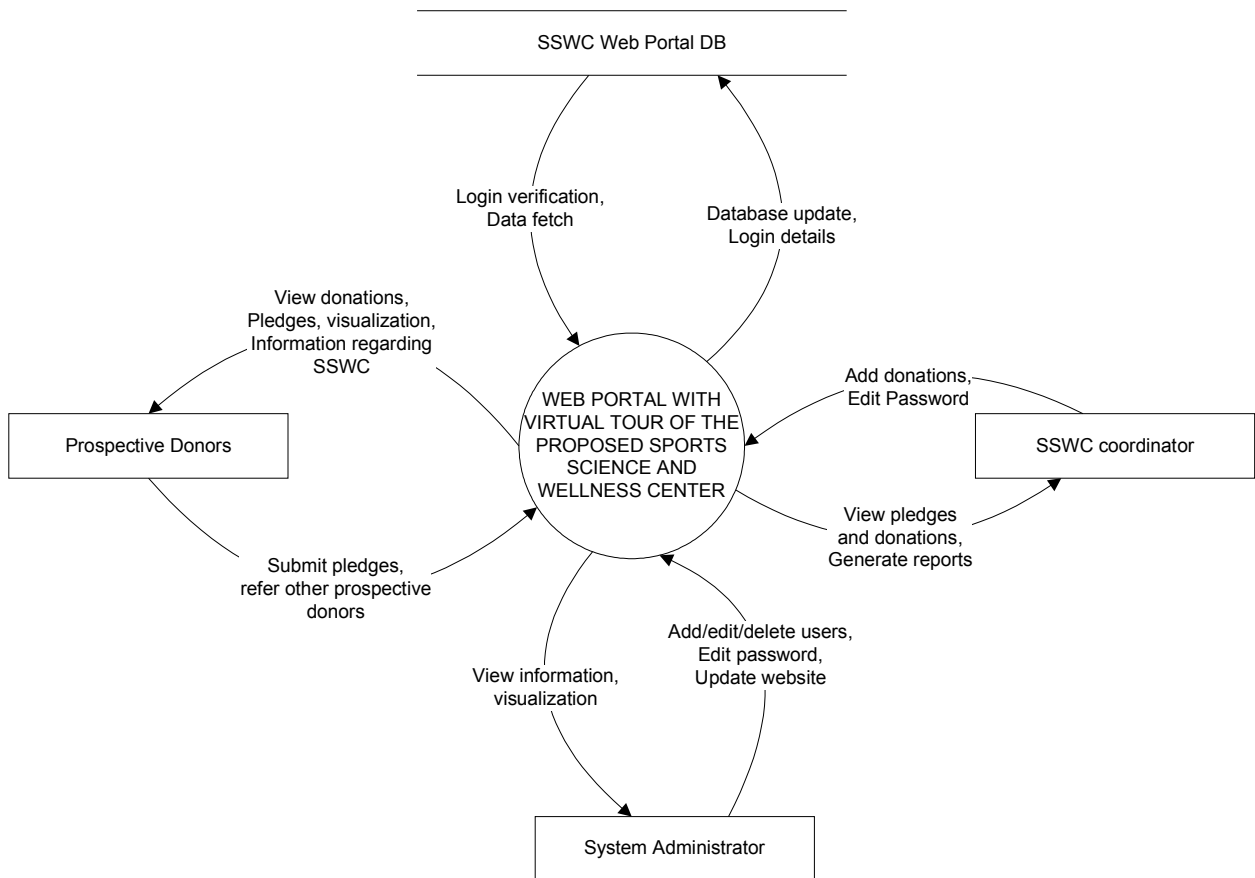 SSWC Web Portal DB
Login verification,
Data fetch
Database update,
Login details
View donations,
Pledges, visualization,
Information regarding
SSWC
Add donations,
Edit Password
WEB PORTAL WITH
VIRTUAL TOUR OF THE
PROPOSED SPORTS
SCIENCE AND
WELLNESS CENTER
Prospective Donors
SSWC coordinator
View pledges
and donations,
Generate reports
Submit pledges,
refer other prospective
donors
Add/edit/delete users,
Edit password,
Update website
View information,
visualization
System Administrator